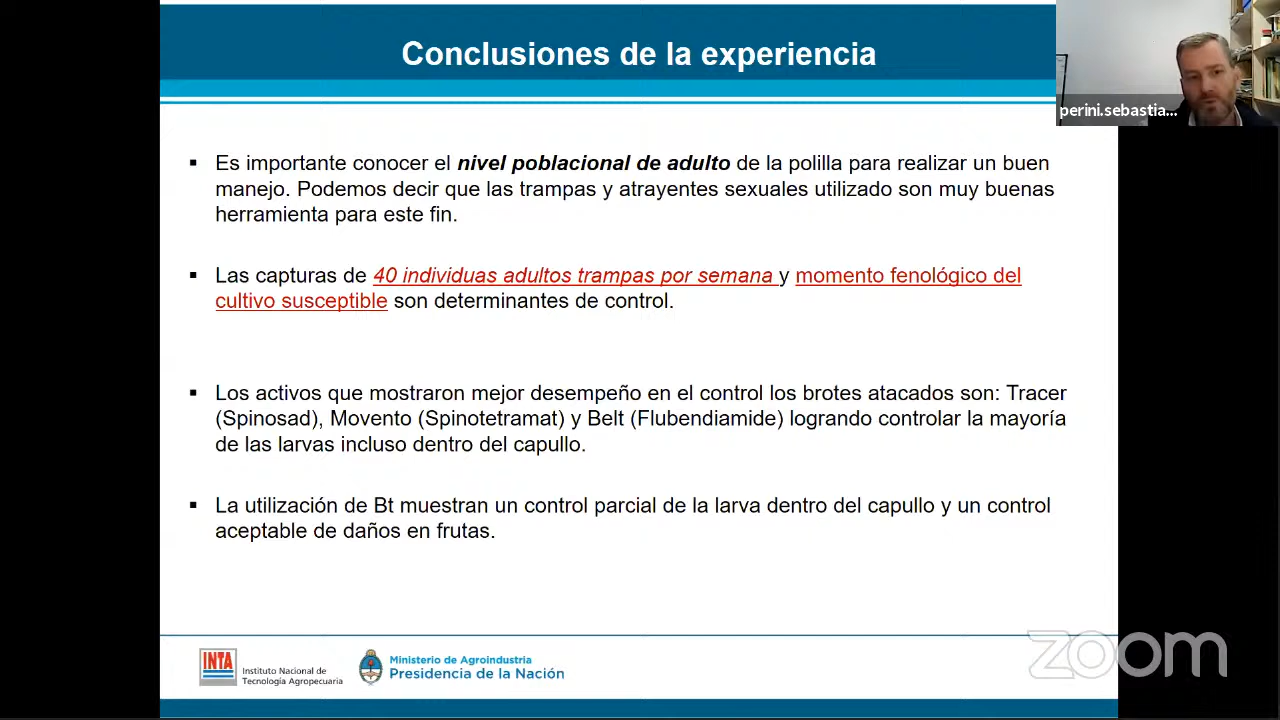 Conclusiones de la experiencia
perini.sebastia...
▪ Es importante conocer el nivel poblacional de adulto de la polilla para realizar un buen
manejo. Podemos decir que las trampas y atrayentes sexuales utilizado son muy buenas
herramienta para este fin.
▪ Las capturas de 40 individuas adultos trampas por semana y momento fenológico del
cultivo susceptible son determinantes de control.
▪ Los activos que mostraron mejor desempeño en el control los brotes atacados son: Tracer
(Spinosad), Movento (Spinotetramat) y Belt (Flubendiamide) logrando controlar la mayoría
de las larvas incluso dentro del capullo.
▪ La utilización de Bt muestran un control parcial de la larva dentro del capullo y un control
aceptable de daños en frutas.
INTA
Instituto Nacional de
Tecnología Agropecuaria
Ministerio de Agroindustria
Presidencia de la Nación
zoom